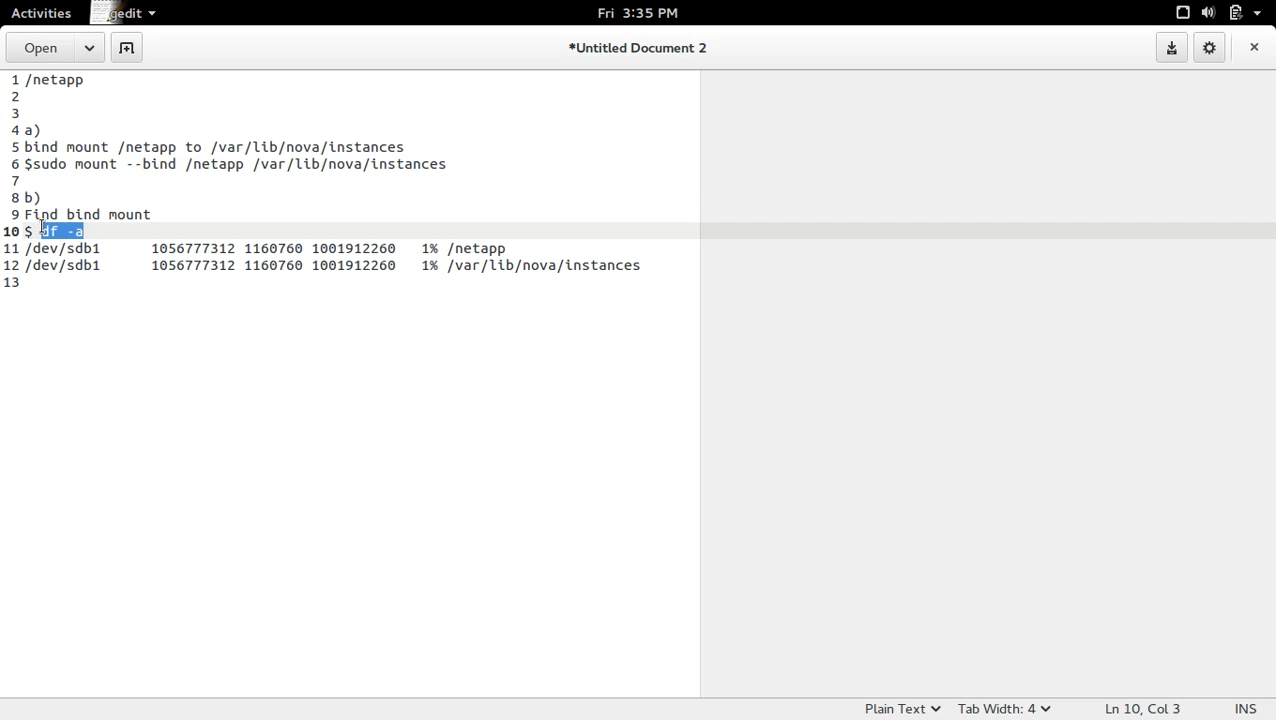 Activities gedit Fri 3:35 PM
Open *Untitled Document 2
1 /netapp
2
3
4 a)
5 bind mount /netapp to /var/lib/nova/instances
6 $sudo mount --bind /netapp /var/lib/nova/instances
7
8 b)
9 Find bind mount
10 $ df -a
11 /dev/sdb1      1056777312 1160760 1001912260   1% /netapp
12 /dev/sdb1      1056777312 1160760 1001912260   1% /var/lib/nova/instances
13
Plain Text Tab Width: 4 Ln 10, Col 3 INS